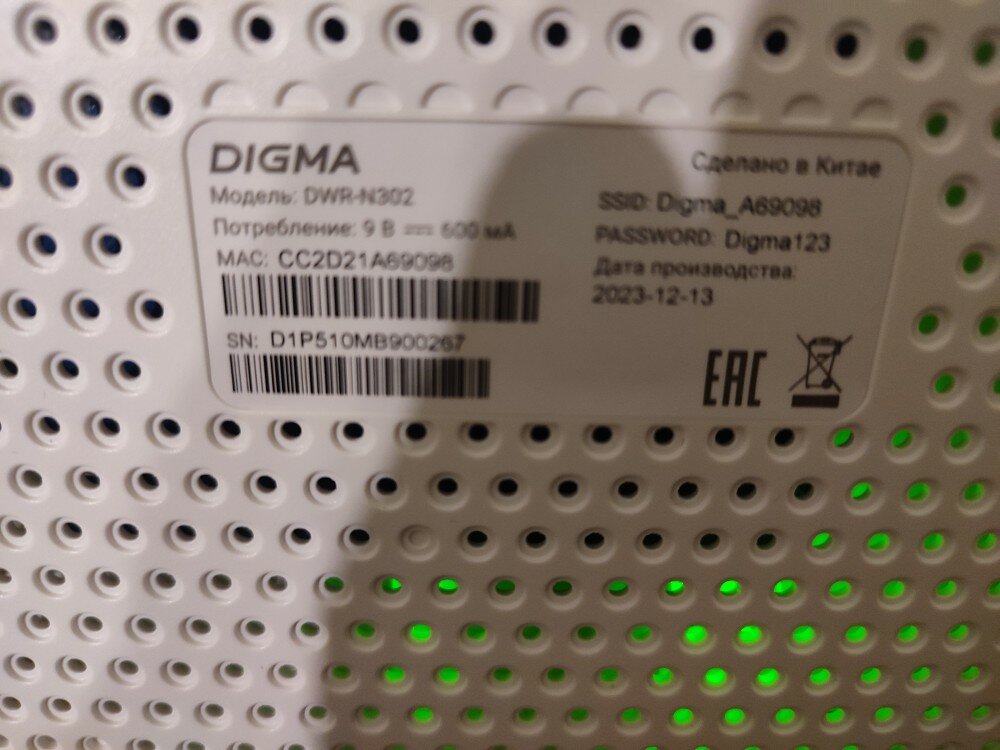 DIGMA
Сделано в Китае
Модель: DWR-N302
Потребление: 9 В 600 мА
MAC: CC2D21A69098
SSID: Digma_A69098
PASSWORD: Digma123
Дата производства:
2023-12-13
SN: D1P510MB900267
EAC